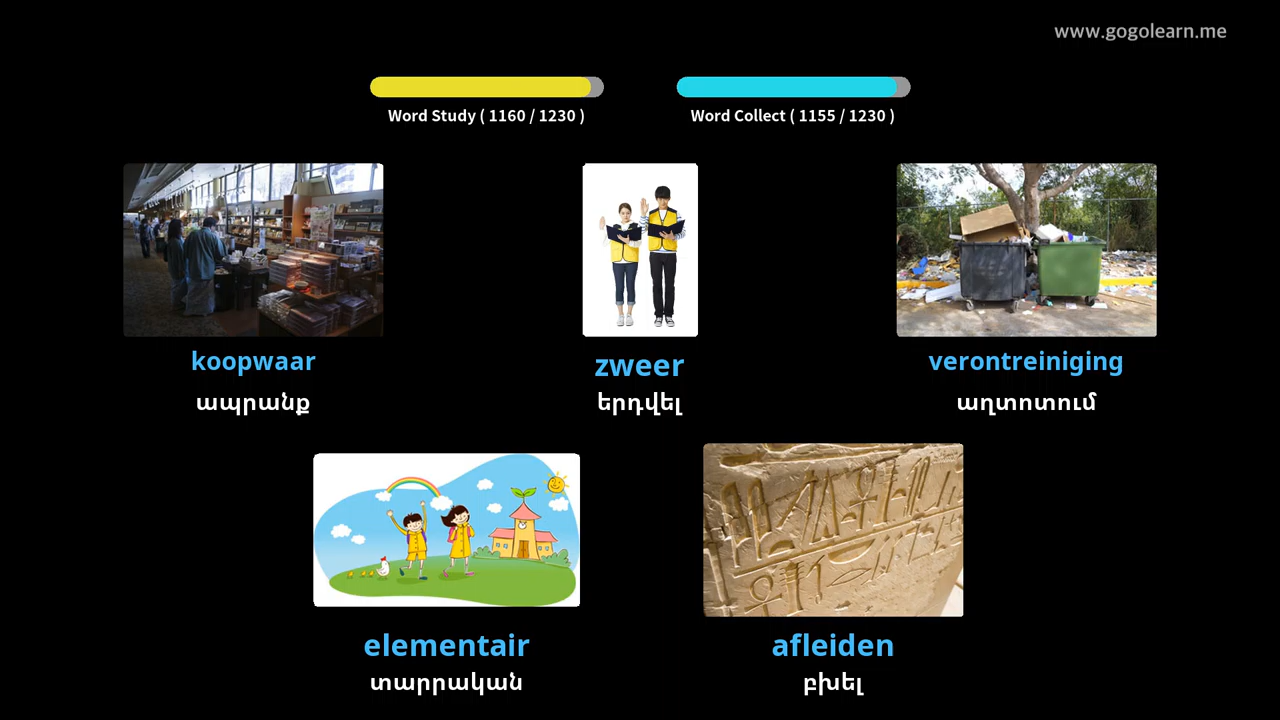 www.gogolearn.me
Word Study ( 1160 / 1230 )
Word Collect ( 1155 / 1230 )
koopwaar
ապրանք
zweer
երդվել
verontreiniging
աղտոտում
elementair
տարրական
afleiden
բխել